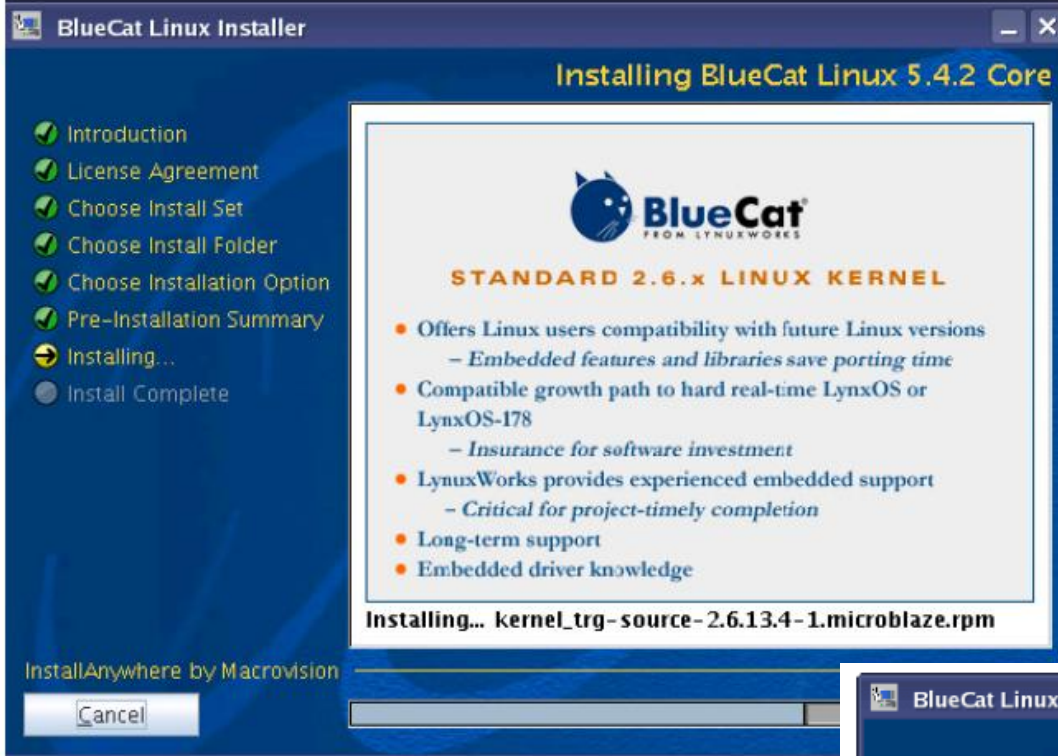 BlueCat Linux Installer
Installing BlueCat Linux 5.4.2 Core
Introduction
License Agreement
Choose Install Set
Choose Install Folder
Choose Installation Option
Pre-Installation Summary
Installing...
Install Complete
BlueCat
FROM LYNUXWORKS
STANDARD 2.6.x LINUX KERNEL
• Offers Linux users compatibility with future Linux versions
– Embedded features and libraries save porting time
• Compatible growth path to hard real-time LynxOS or
LynxOS-178
– Insurance for software investment
• LynuxWorks provides experienced embedded support
– Critical for project-timely completion
• Long-term support
• Embedded driver knowledge
Installing... kernel_trg-source-2.6.13.4-1.microblaze.rpm
InstallAnywhere by Macrovision
Cancel
BlueCat Linux